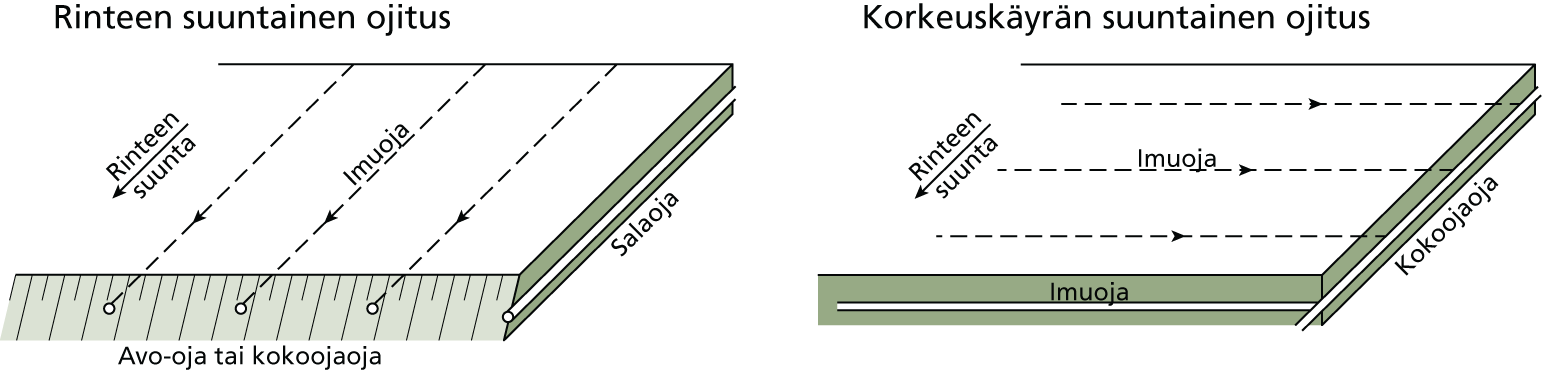 Rinteen suuntainen ojitus
Rinteen
suunta
Imuoja
Salaoja
Avo-oja tai kokoojaoja
Korkeuskäyrän suuntainen ojitus
Rinteen
suunta
Imuoja
Kokoojaoja
Imuoja